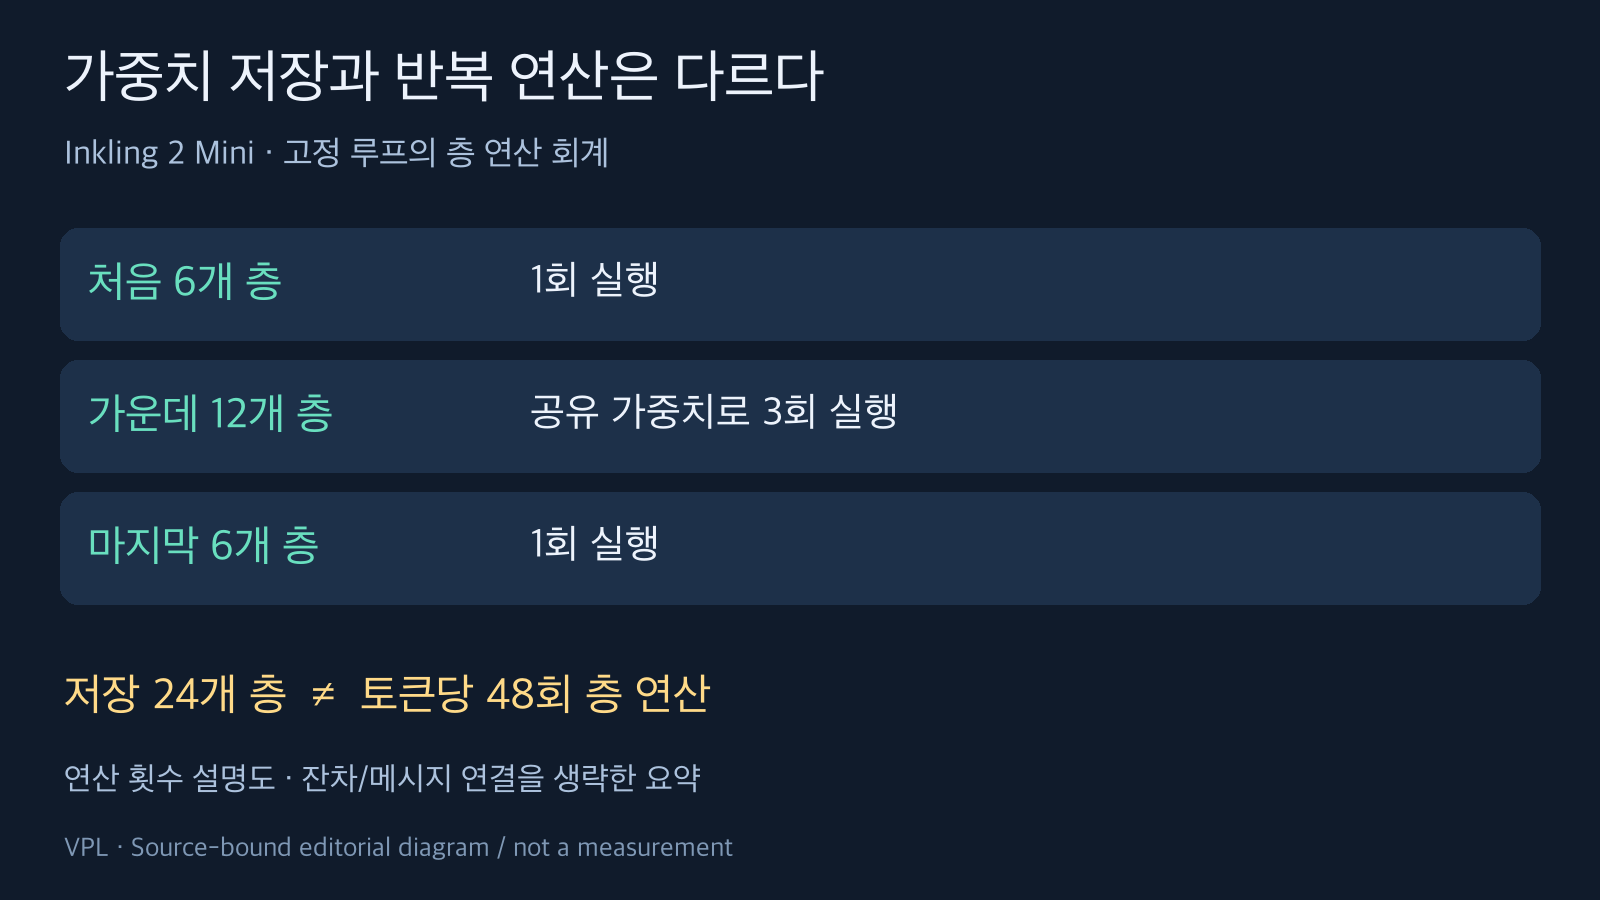 가중치 저장과 반복 연산은 다르다
Inkling 2 Mini · 고정 루프의 층 연산 회계
처음 6개 층
1회 실행
가운데 12개 층
공유 가중치로 3회 실행
마지막 6개 층
1회 실행
저장 24개 층 ≠ 토큰당 48회 층 연산
연산 횟수 설명도 · 잔차/메시지 연결을 생략한 요약
VPL · Source-bound editorial diagram / not a measurement